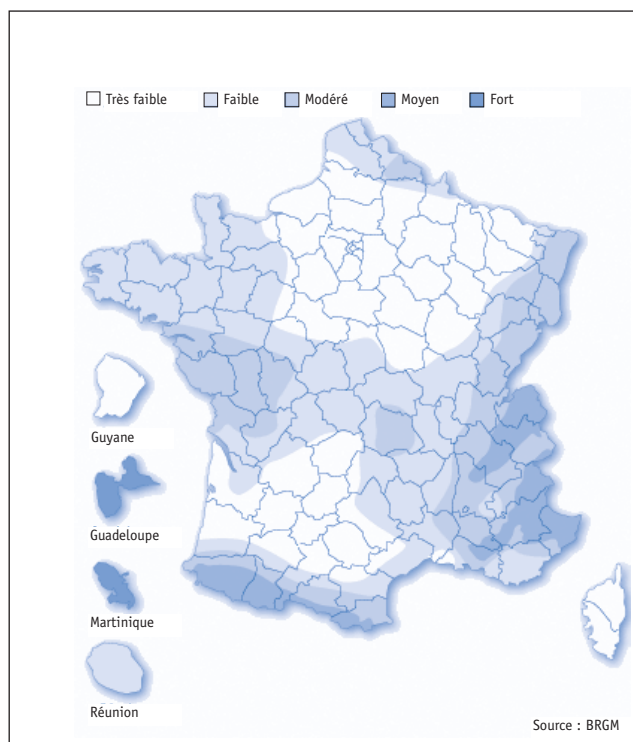 Très faible Faible Modéré Moyen Fort
Guyane
Guadeloupe
Martinique
Réunion
Source : BRGM